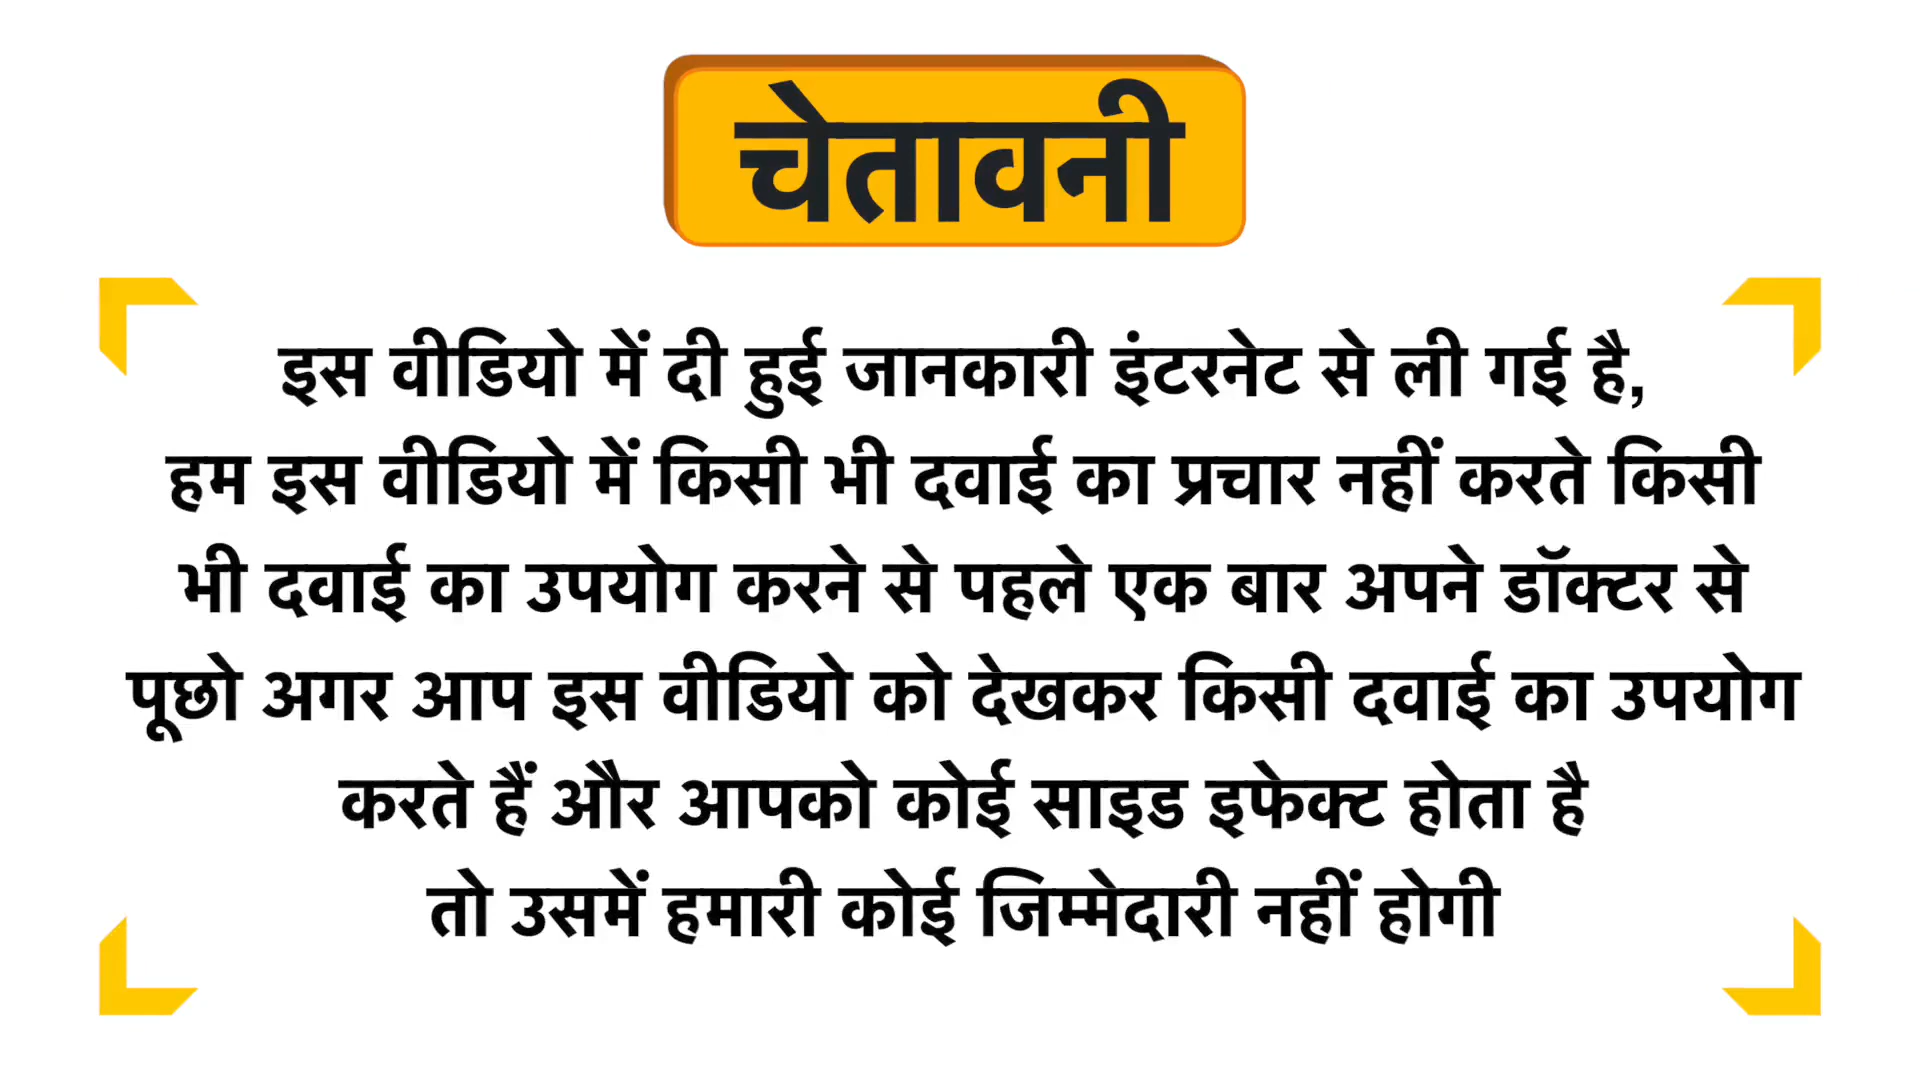 चेतावनी
इस वीडियो में दी हुई जानकारी इंटरनेट से ली गई है,
हम इस वीडियो में किसी भी दवाई का प्रचार नहीं करते किसी
भी दवाई का उपयोग करने से पहले एक बार अपने डॉक्टर से
पूछो अगर आप इस वीडियो को देखकर किसी दवाई का उपयोग
करते हैं और आपको कोई साइड इफेक्ट होता है
तो उसमें हमारी कोई जिम्मेदारी नहीं होगी